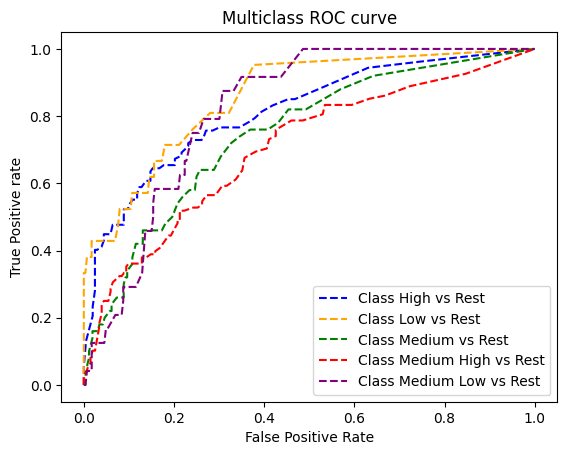 Multiclass ROC curve
True Positive rate
1.0
0.8
0.6
0.4
0.2
0.0
Class High vs Rest
Class Low vs Rest
Class Medium vs Rest
Class Medium High vs Rest
Class Medium Low vs Rest
0.0 0.2 0.4 0.6 0.8 1.0
False Positive Rate